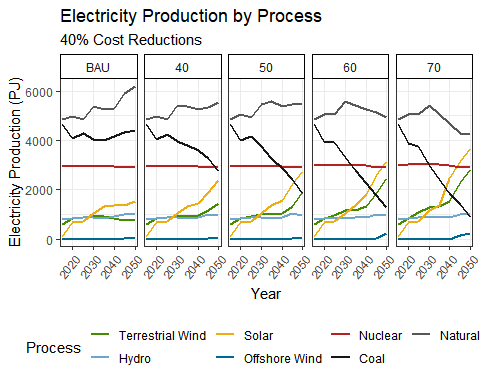 Electricity Production by Process
40% Cost Reductions
BAU 40 50 60 70
Electricity Production (PJ)
6000
4000
2000
0
2020 2030 2040 2050 2020 2030 2040 2050 2020 2030 2040 2050 2020 2030 2040 2050 2020 2030 2040 2050
Year
Process
Terrestrial Wind Solar Nuclear Natural
Hydro Offshore Wind Coal